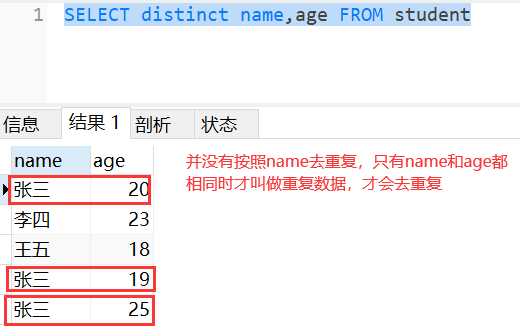 1 SELECT distinct name,age FROM student
信息 结果 1 剖析 状态
name age
张三 20
李四 23
王五 18
张三 19
张三 25
并没有按照name去重复，只有name和age都
相同时才叫做重复数据，才会去重复